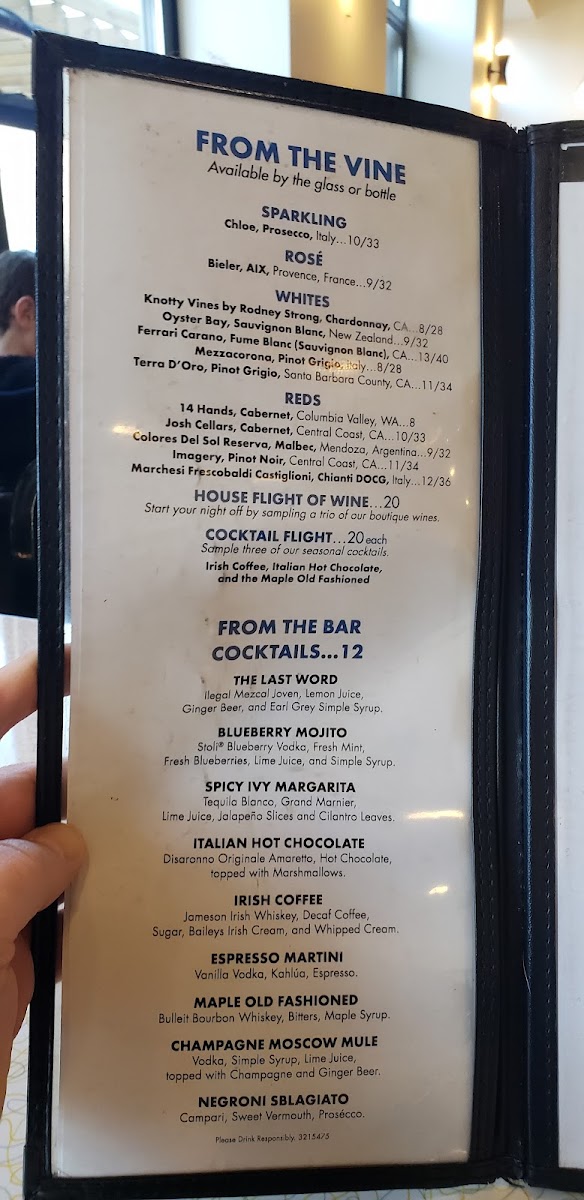 FROM THE VINE
Available by the glass or bottle
SPARKLING
Chloe, Prosecco, Italy...10/33
ROSÉ
Bieler, AIX, Provence, France...9/32
WHITES
Knotty Vines by Rodney Strong, Chardonnay, CA...8/28
Oyster Bay, Sauvignon Blanc, New Zealand...9/32
Ferrari Carano, Fume Blanc (Sauvignon Blanc), CA...13/40
Mezzacorona, Pinot Grigio, Italy...8/28
Terra D'Oro, Pinot Grigio, Santa Barbara County, CA...11/34
REDS
14 Hands, Cabernet, Columbia Valley, WA...8
Josh Cellars, Cabernet, Central Coast, CA...10/33
Colores Del Sol Reserva, Malbec, Mendoza, Argentina...9/32
Imagery, Pinot Noir, Central Coast, CA...11/34
Marchesi Frescobaldi Castiglioni, Chianti DOCG, Italy...12/36
HOUSE FLIGHT OF WINE...20
Start your night off by sampling a trio of our boutique wines.
COCKTAIL FLIGHT...20 each
Sample three of our seasonal cocktails.
Irish Coffee, Italian Hot Chocolate,
and the Maple Old Fashioned
FROM THE BAR
COCKTAILS...12
THE LAST WORD
Ilegal Mezcal Joven, Lemon Juice,
Ginger Beer, and Earl Grey Simple Syrup.
BLUEBERRY MOJITO
Stoli® Blueberry Vodka, Fresh Mint,
Fresh Blueberries, Lime Juice, and Simple Syrup.
SPICY IVY MARGARITA
Tequila Blanco, Grand Marnier,
Lime Juice, Jalapeño Slices and Cilantro Leaves.
ITALIAN HOT CHOCOLATE
Disaronno Originale Amaretto, Hot Chocolate,
topped with Marshmallows.
IRISH COFFEE
Jameson Irish Whiskey, Decaf Coffee,
Sugar, Baileys Irish Cream, and Whipped Cream.
ESPRESSO MARTINI
Vanilla Vodka, Kahlúa, Espresso.
MAPLE OLD FASHIONED
Bulleit Bourbon Whiskey, Bitters, Maple Syrup.
CHAMPAGNE MOSCOW MULE
Vodka, Simple Syrup, Lime Juice,
topped with Champagne and Ginger Beer.
NEGRONI SBLAGIATO
Campari, Sweet Vermouth, Prosécco.
Please Drink Responsibly. 3215475